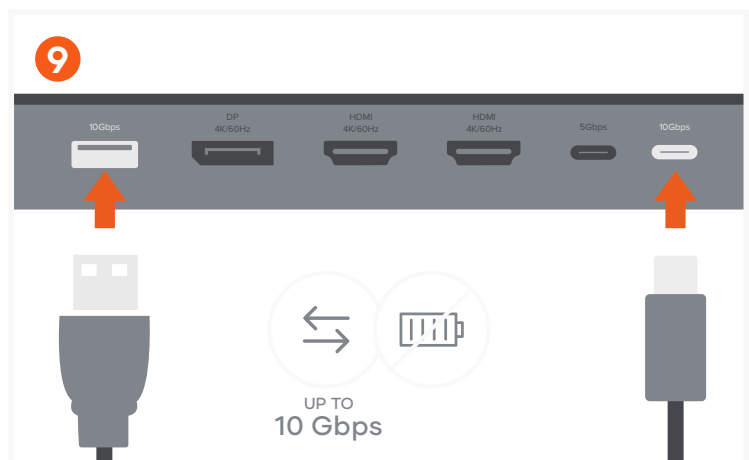 9
10Gbps
DP
4K/60Hz
HDMI
4K/60Hz
HDMI
4K/60Hz
5Gbps
10Gbps
UP TO
10 Gbps